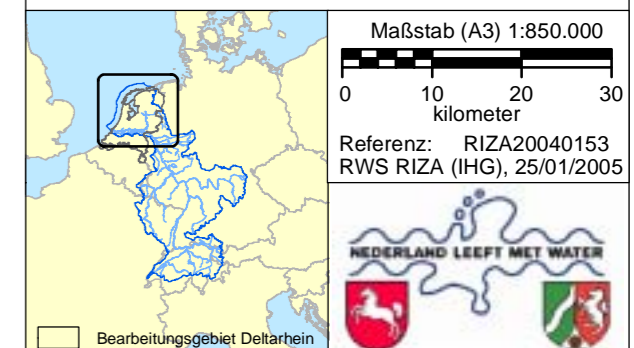 Maßstab (A3) 1:850.000
0 10 20 30
kilometer
Referenz: RIZA20040153
RWS RIZA (IHG), 25/01/2005
NEDERLAND LEEFT MET WATER
Bearbeitungsgebiet Deltarhein